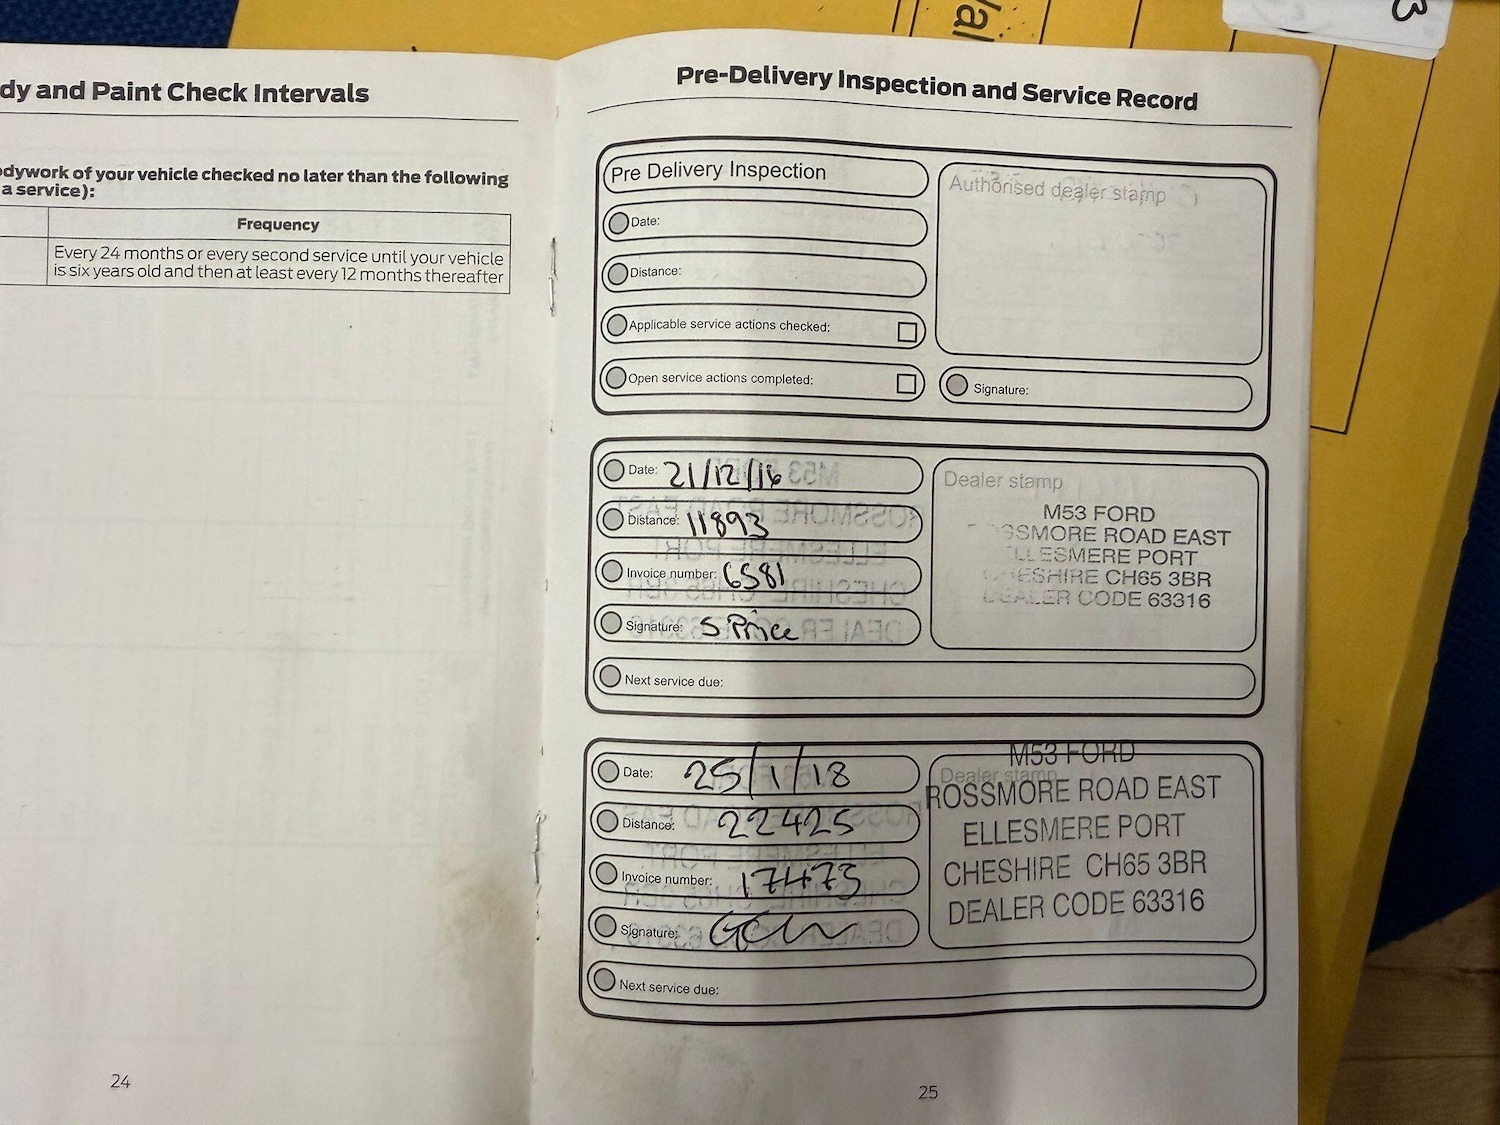 dy and Paint Check Intervals
dywork of your vehicle checked no later than the following
a service):
Frequency
Every 24 months or every second service until your vehicle
is six years old and then at least every 12 months thereafter
24
Pre-Delivery Inspection and Service Record
Pre Delivery Inspection
Date:
Distance:
Applicable service actions checked:
Open service actions completed:
Authorised dealer stamp
Signature:
Date: 21/12/16
Distance: 11893
Invoice number: 6581
Signature: S Price
Next service due:
Dealer stamp
M53 FORD
ROSSMORE ROAD EAST
ELLESMERE PORT
CHESHIRE CH65 3BR
DEALER CODE 63316
Date: 25/1/18
Distance: 22425
Invoice number: 17473
Signature:
Next service due:
Dealer stamp
M53 FORD
ROSSMORE ROAD EAST
ELLESMERE PORT
CHESHIRE CH65 3BR
DEALER CODE 63316
25